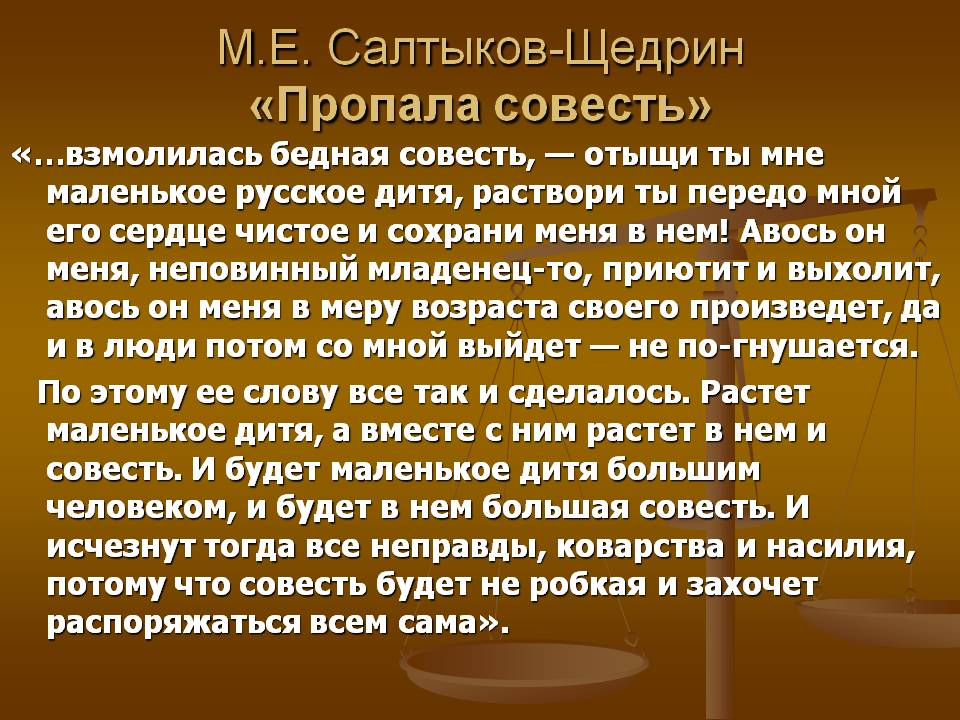 М.Е. Салтыков-Щедрин
«Пропала совесть»
«…взмолилась бедная совесть, — отыщи ты мне
маленькое русское дитя, раствори ты передо мной
его сердце чистое и сохрани меня в нем! Авось он
меня, неповинный младенец-то, приютит и выхолит,
авось он меня в меру возраста своего произведет, да
и в люди потом со мной выйдет — не по-гнушается.
По этому ее слову все так и сделалось. Растет
маленькое дитя, а вместе с ним растет в нем и
совесть. И будет маленькое дитя большим
человеком, и будет в нем большая совесть. И
исчезнут тогда все неправды, коварства и насилия,
потому что совесть будет не робкая и захочет
распоряжаться всем сама».